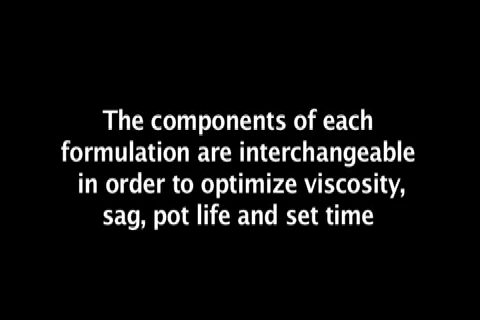 The components of each
formulation are interchangeable
in order to optimize viscosity,
sag, pot life and set time